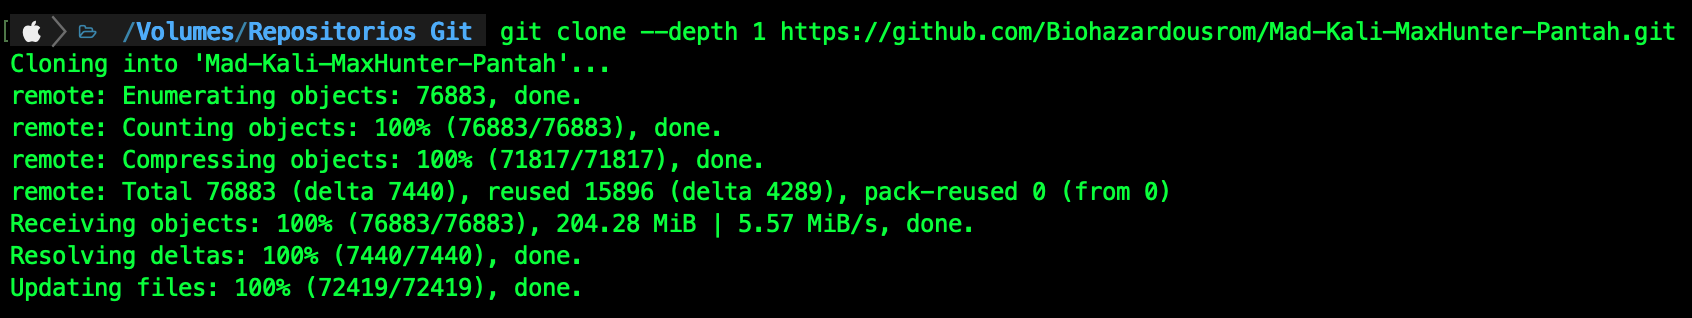 /Volumes/Repositorios Git git clone --depth 1 https://github.com/Biohazardousrom/Mad-Kali-MaxHunter-Pantah.git
Cloning into 'Mad-Kali-MaxHunter-Pantah'...
remote: Enumerating objects: 76883, done.
remote: Counting objects: 100% (76883/76883), done.
remote: Compressing objects: 100% (71817/71817), done.
remote: Total 76883 (delta 7440), reused 15896 (delta 4289), pack-reused 0 (from 0)
Receiving objects: 100% (76883/76883), 204.28 MiB | 5.57 MiB/s, done.
Resolving deltas: 100% (7440/7440), done.
Updating files: 100% (72419/72419), done.